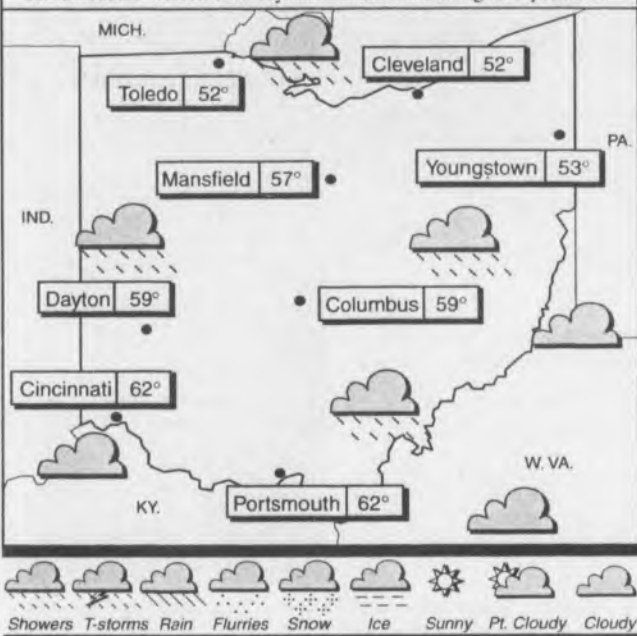 MICH.
Cleveland 52°
Toledo 52°
PA.
Youngstown 53°
Mansfield 57°
IND.
Dayton 59°
Columbus 59°
Cincinnati 62°
W. VA.
KY.
Portsmouth 62°
Showers T-storms Rain Flurries Snow Ice Sunny Pt. Cloudy Cloudy